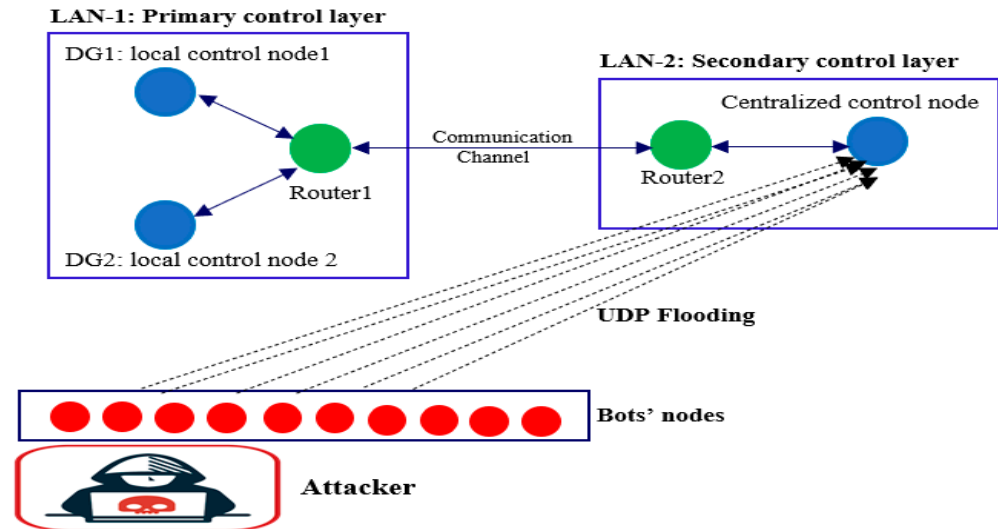 LAN-1: Primary control layer
DG1: local control node1
LAN-2: Secondary control layer
Centralized control node
Communication
Channel
Router1
Router2
DG2: local control node 2
UDP Flooding
Bots’ nodes
Attacker